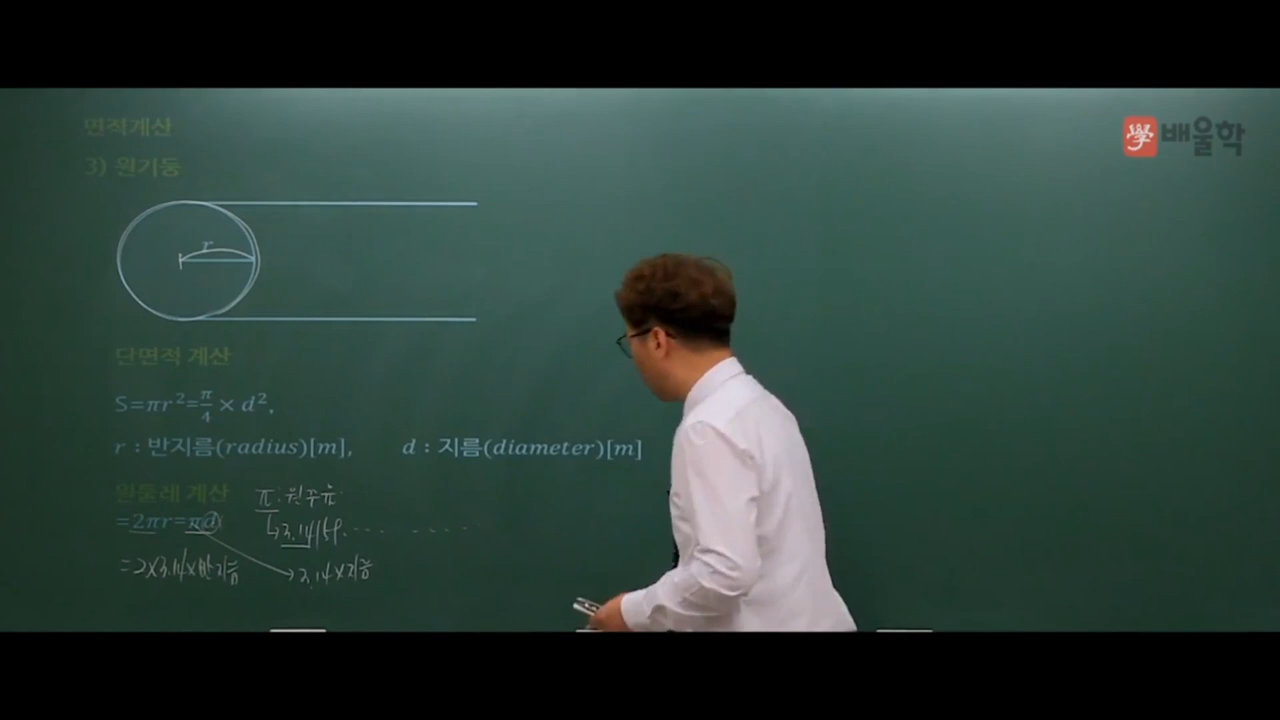 면적계산
學 배울학
3) 원기둥
r
단면적 계산
S=πr²=π/4 × d²,
r : 반지름(radius)[m], d : 지름(diameter)[m]
원둘레 계산
π : 원주율
=2πr=πd
↳3.14159. ··· ··· ···
=2×3.14×반지름 → 3.14×지름